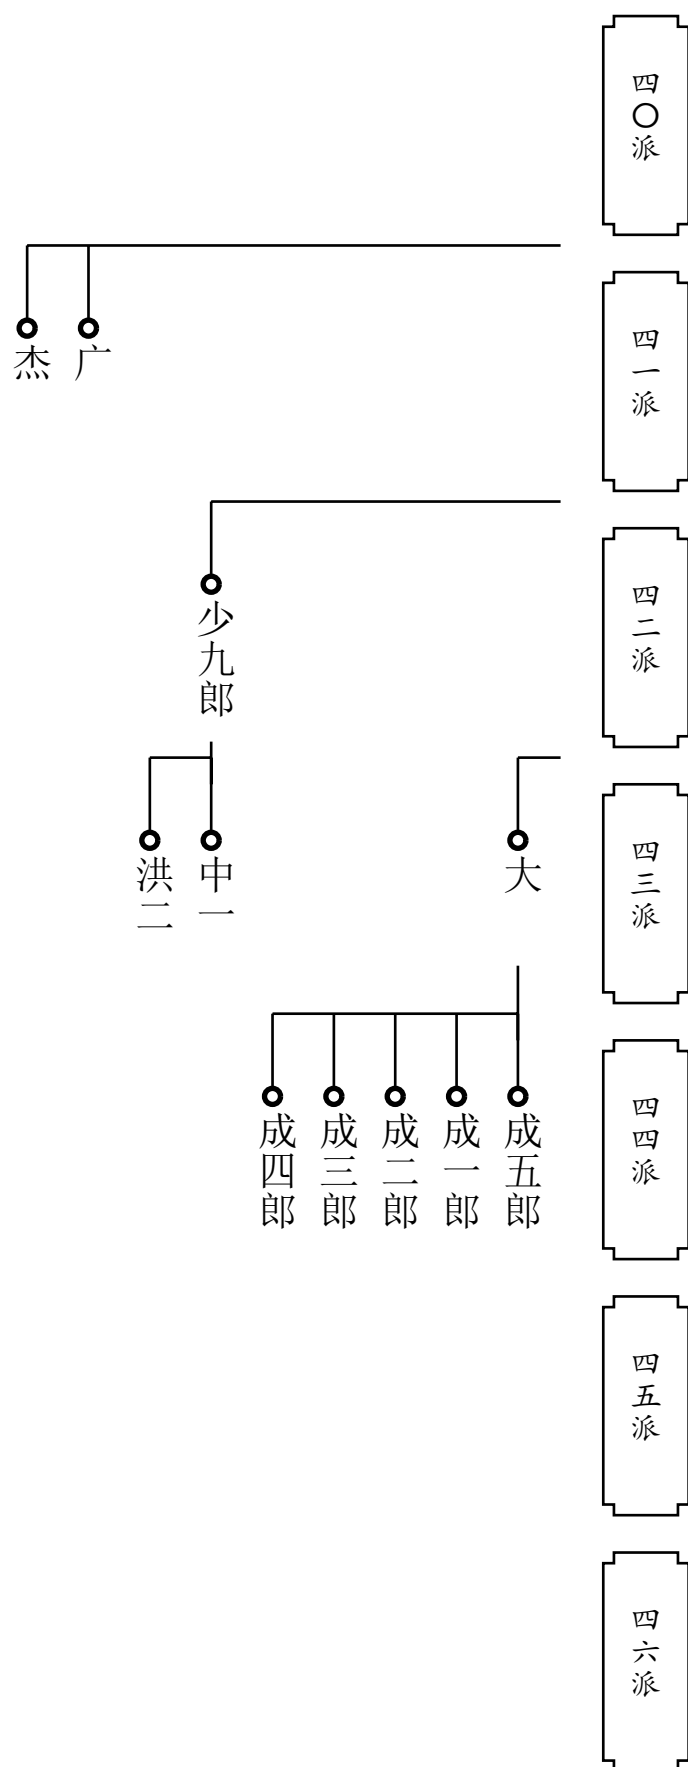 四〇派
四一派
四二派
四三派
四四派
四五派
四六派
广
杰
少九郎
大
中一
洪二
成五郎
成一郎
成二郎
成三郎
成四郎